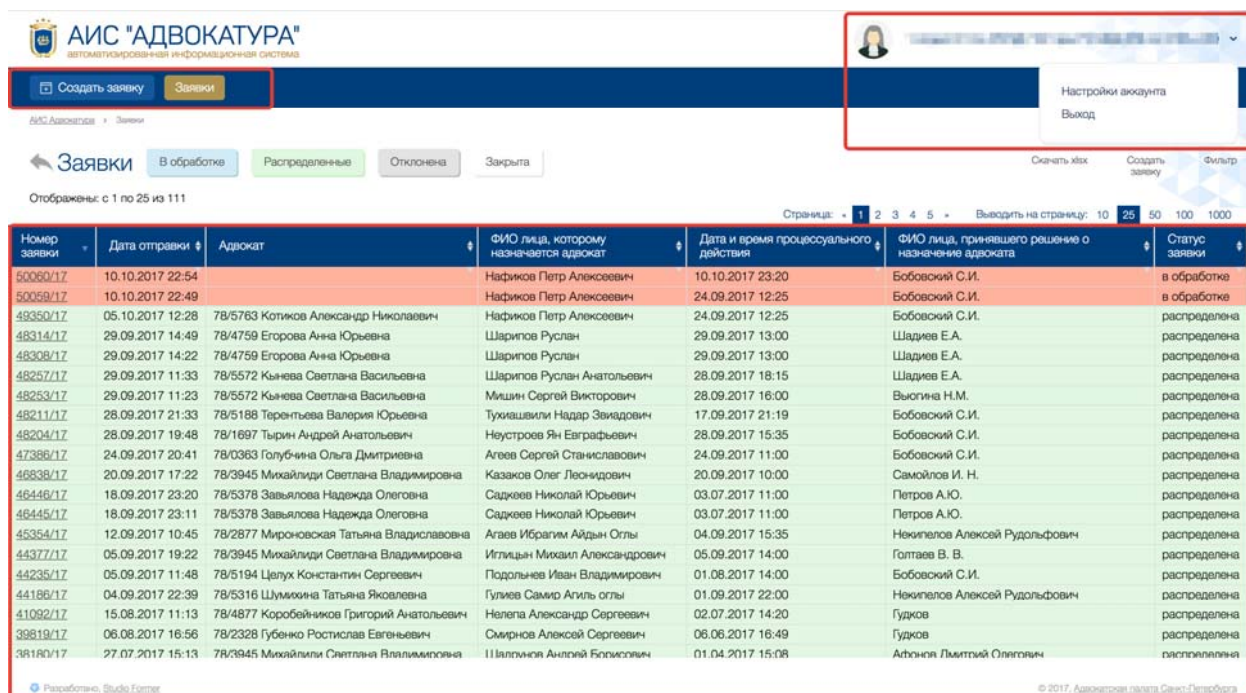 АИС "АДВОКАТУРА"
автоматизированная информационная система
Настройки аккаунта
Выход
Создать заявку Заявки
АИС Адвокатура Заявки
Заявки В обработке Распределенные Отклонена Закрыта
Скачать xlsx Создать заявку Фильтр
Отображены: с 1 по 25 из 111
Страница: « 1 2 3 4 5 » Выводить на страницу: 10 25 50 100 1000
Номер заявки Дата отправки Адвокат ФИО лица, которому назначается адвокат Дата и время процессуального действия ФИО лица, принявшего решение о назначение адвоката Статус заявки
50060/17 10.10.2017 22:54 Нафиков Петр Алексеевич 10.10.2017 23:20 Бобовский С.И. в обработке
50059/17 10.10.2017 22:49 Нафиков Петр Алексеевич 24.09.2017 12:25 Бобовский С.И. в обработке
49350/17 05.10.2017 12:28 78/5763 Котиков Александр Николаевич Нафиков Петр Алексеевич 24.09.2017 12:25 Бобовский С.И. распределена
48314/17 29.09.2017 14:49 78/4759 Егорова Анна Юрьевна Шарипов Руслан 29.09.2017 13:00 Шадиев Е.А. распределена
48308/17 29.09.2017 14:22 78/4759 Егорова Анна Юрьевна Шарипов Руслан 29.09.2017 13:00 Шадиев Е.А. распределена
48257/17 29.09.2017 11:33 78/5572 Кынева Светлана Васильевна Шарипов Руслан Анатольевич 28.09.2017 18:15 Шадиев Е.А. распределена
48253/17 29.09.2017 11:23 78/5572 Кынева Светлана Васильевна Мишин Сергей Викторович 28.09.2017 16:00 Вьюгина Н.М. распределена
48211/17 28.09.2017 21:33 78/5188 Терентьева Валерия Юрьевна Тухиашвили Надар Звиадович 17.09.2017 21:19 Бобовский С.И. распределена
48204/17 28.09.2017 19:48 78/1697 Тырин Андрей Анатольевич Неустроев Ян Евграфьевич 28.09.2017 15:35 Бобовский С.И. распределена
47386/17 24.09.2017 20:41 78/0363 Голубчина Ольга Дмитриевна Агеев Сергей Станиславович 24.09.2017 11:00 Бобовский С.И. распределена
46838/17 20.09.2017 17:22 78/3945 Михайлиди Светлана Владимировна Казаков Олег Леонидович 20.09.2017 10:00 Самойлов И. Н. распределена
46446/17 18.09.2017 23:20 78/5378 Завьялова Надежда Олеговна Садкеев Николай Юрьевич 03.07.2017 11:00 Петров А.Ю. распределена
46445/17 18.09.2017 23:11 78/5378 Завьялова Надежда Олеговна Садкеев Николай Юрьевич 03.07.2017 11:00 Петров А.Ю. распределена
45354/17 12.09.2017 10:45 78/2877 Мироновская Татьяна Владиславовна Агаев Ибрагим Айдын Оглы 04.09.2017 15:35 Некипелов Алексей Рудольфович распределена
44377/17 05.09.2017 19:22 78/3945 Михайлиди Светлана Владимировна Иглицын Михаил Александрович 05.09.2017 14:00 Голтаев В. В. распределена
44235/17 05.09.2017 11:48 78/5194 Целух Константин Сергеевич Подольнев Иван Владимирович 01.08.2017 14:00 Бобовский С.И. распределена
44186/17 04.09.2017 22:39 78/5316 Шумихина Татьяна Яковлевна Гулиев Самир Агиль оглы 01.09.2017 22:00 Некипелов Алексей Рудольфович распределена
41092/17 15.08.2017 11:13 78/4877 Коробейников Григорий Анатольевич Нелепа Александр Сергеевич 02.07.2017 14:20 Гудков распределена
39819/17 06.08.2017 16:56 78/2328 Губенко Ростислав Евгеньевич Смирнов Алексей Сергеевич 06.06.2017 16:49 Гудков распределена
38180/17 27.07.2017 15:13 78/3945 Михайлиди Светлана Владимировна Шадрунов Андрей Борисович 01.04.2017 15:08 Афонов Дмитрий Олегович распределена
Разработано, Studio Former © 2017, Адвокатская палата Санкт-Петербурга